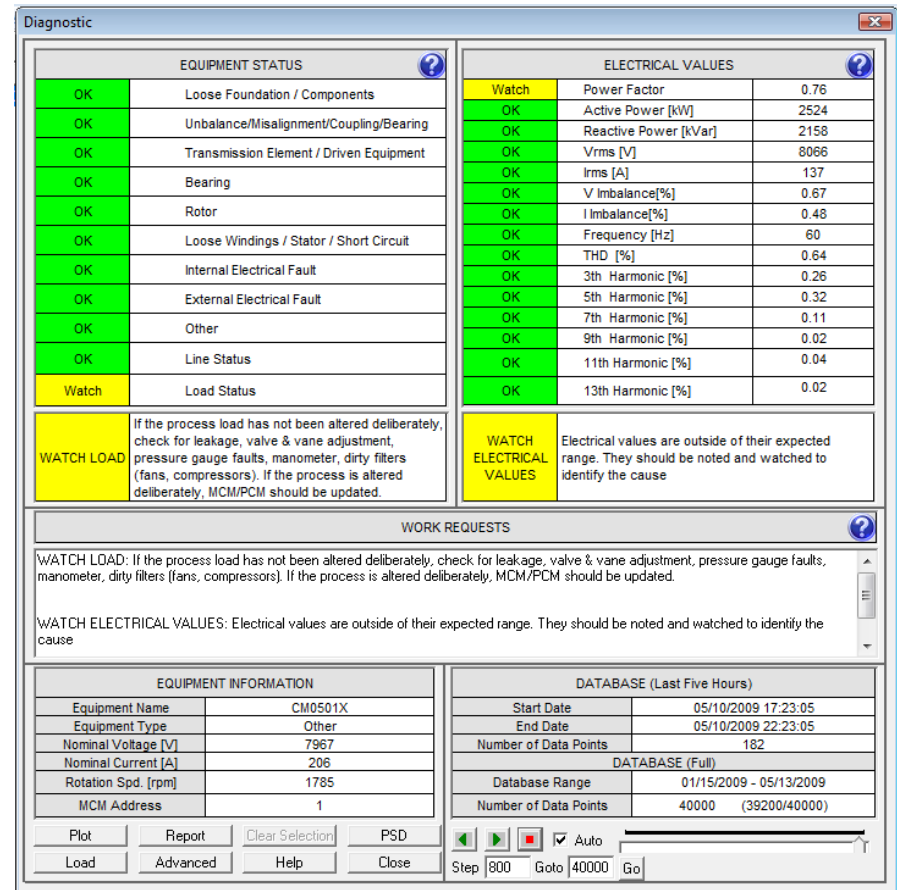 Diagnostic
EQUIPMENT STATUS
OK Loose Foundation / Components
OK Unbalance/Misalignment/Coupling/Bearing
OK Transmission Element / Driven Equipment
OK Bearing
OK Rotor
OK Loose Windings / Stator / Short Circuit
OK Internal Electrical Fault
OK External Electrical Fault
OK Other
OK Line Status
Watch Load Status
WATCH LOAD
If the process load has not been altered deliberately,
check for leakage, valve & vane adjustment,
pressure gauge faults, manometer, dirty filters
(fans, compressors). If the process is altered
deliberately, MCM/PCM should be updated.
ELECTRICAL VALUES
Watch Power Factor 0.76
OK Active Power [kW] 2524
OK Reactive Power [kVar] 2158
OK Vrms [V] 8066
OK Irms [A] 137
OK V Imbalance[%] 0.67
OK I Imbalance[%] 0.48
OK Frequency [Hz] 60
OK THD [%] 0.64
OK 3th Harmonic [%] 0.26
OK 5th Harmonic [%] 0.32
OK 7th Harmonic [%] 0.11
OK 9th Harmonic [%] 0.02
OK 11th Harmonic [%] 0.04
OK 13th Harmonic [%] 0.02
WATCH
ELECTRICAL
VALUES
Electrical values are outside of their expected
range. They should be noted and watched to
identify the cause
WORK REQUESTS
WATCH LOAD: If the process load has not been altered deliberately, check for leakage, valve & vane adjustment, pressure gauge faults,
manometer, dirty filters (fans, compressors). If the process is altered deliberately, MCM/PCM should be updated.
WATCH ELECTRICAL VALUES: Electrical values are outside of their expected range. They should be noted and watched to identify the
cause
EQUIPMENT INFORMATION
Equipment Name CM0501X
Equipment Type Other
Nominal Voltage [V] 7967
Nominal Current [A] 206
Rotation Spd. [rpm] 1785
MCM Address 1
DATABASE (Last Five Hours)
Start Date 05/10/2009 17:23:05
End Date 05/10/2009 22:23:05
Number of Data Points 182
DATABASE (Full)
Database Range 01/15/2009 - 05/13/2009
Number of Data Points 40000 (39200/40000)
Plot Report Clear Selection PSD
Load Advanced Help Close
Auto
Step 800 Goto 40000 Go